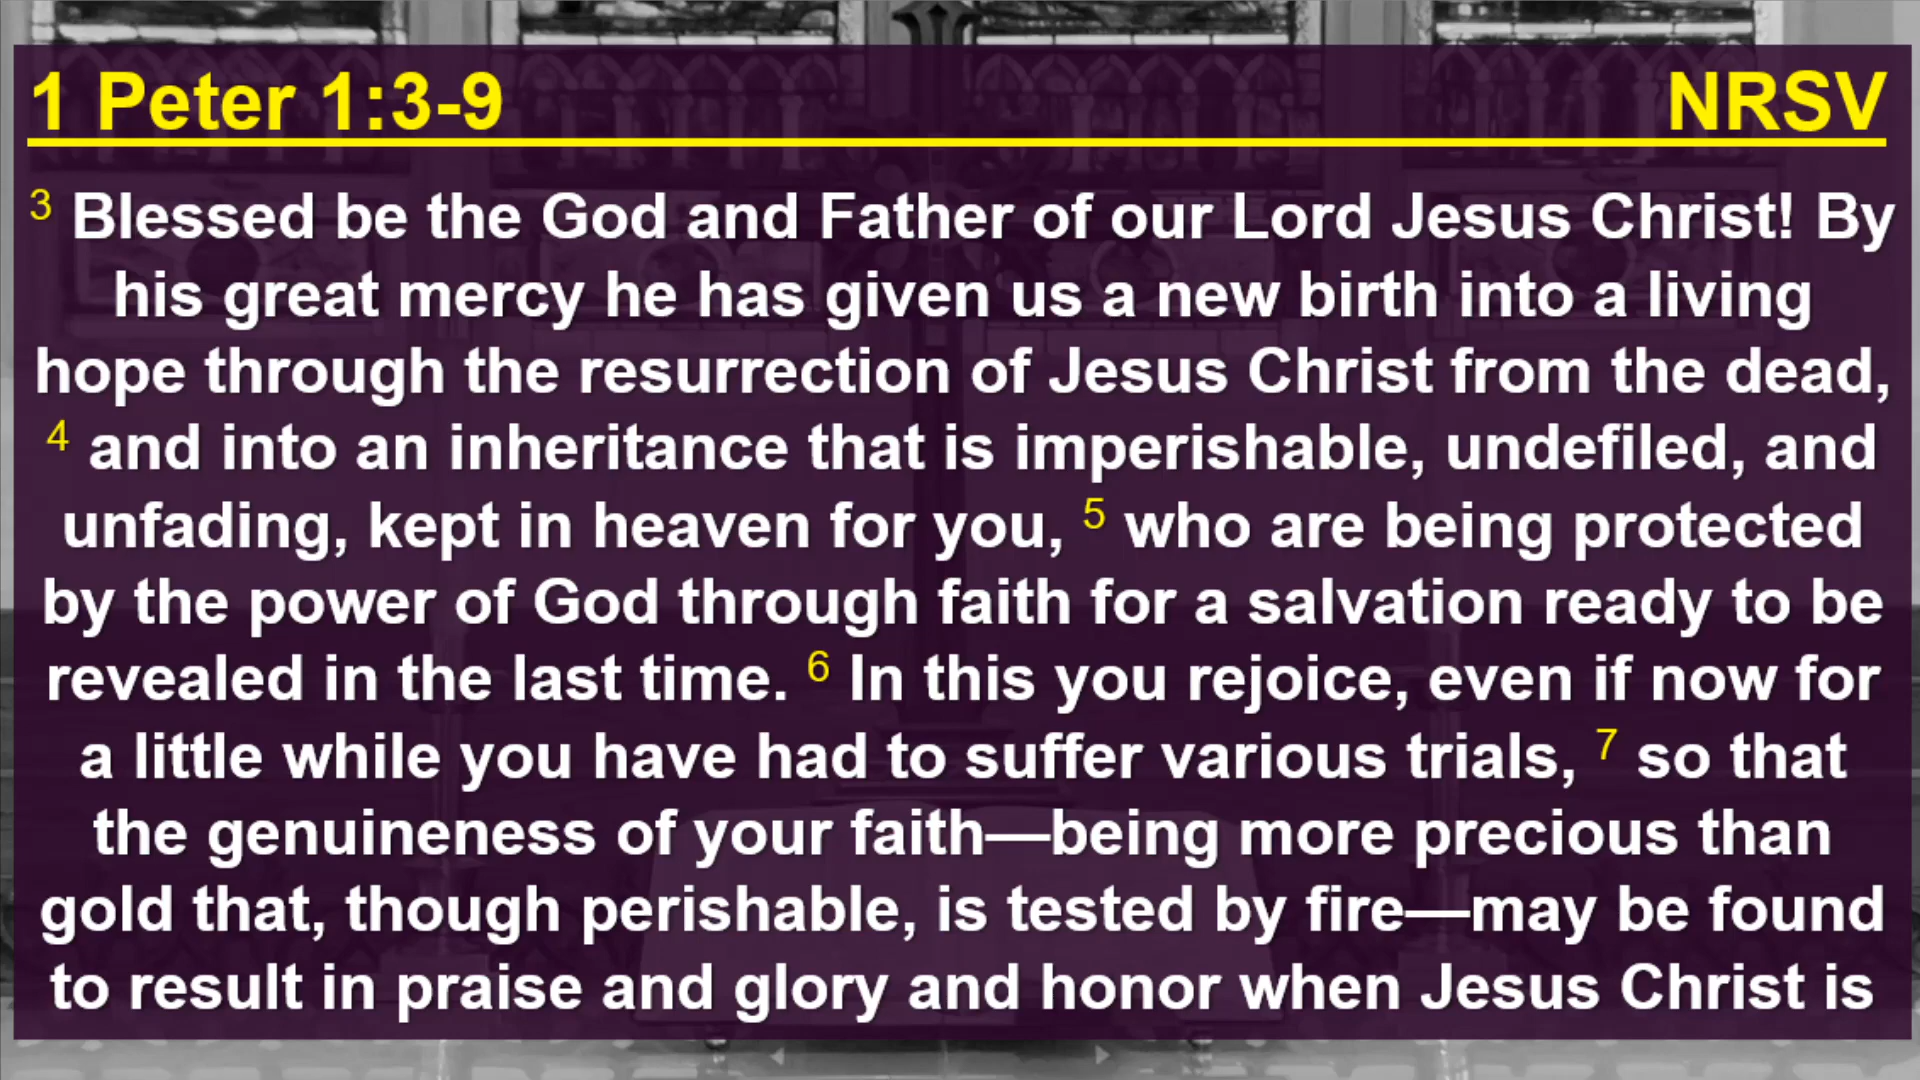 1 Peter 1:3-9 NRSV
3 Blessed be the God and Father of our Lord Jesus Christ! By
his great mercy he has given us a new birth into a living
hope through the resurrection of Jesus Christ from the dead,
4 and into an inheritance that is imperishable, undefiled, and
unfading, kept in heaven for you, 5 who are being protected
by the power of God through faith for a salvation ready to be
revealed in the last time. 6 In this you rejoice, even if now for
a little while you have had to suffer various trials, 7 so that
the genuineness of your faith—being more precious than
gold that, though perishable, is tested by fire—may be found
to result in praise and glory and honor when Jesus Christ is